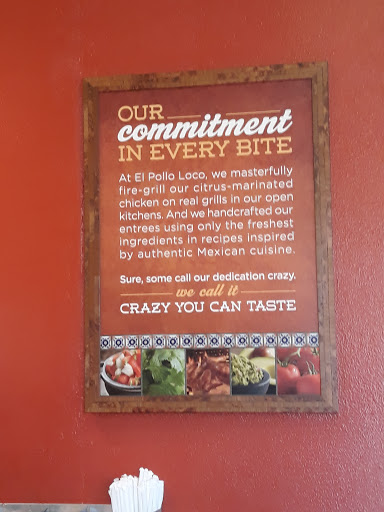 OUR
commitment
IN EVERY BITE
At El Pollo Loco, we masterfully
fire-grill our citrus-marinated
chicken on real grills in our open
kitchens. And we handcrafted our
entrees using only the freshest
ingredients in recipes inspired
by authentic Mexican cuisine.
Sure, some call our dedication crazy.
we call it
CRAZY YOU CAN TASTE